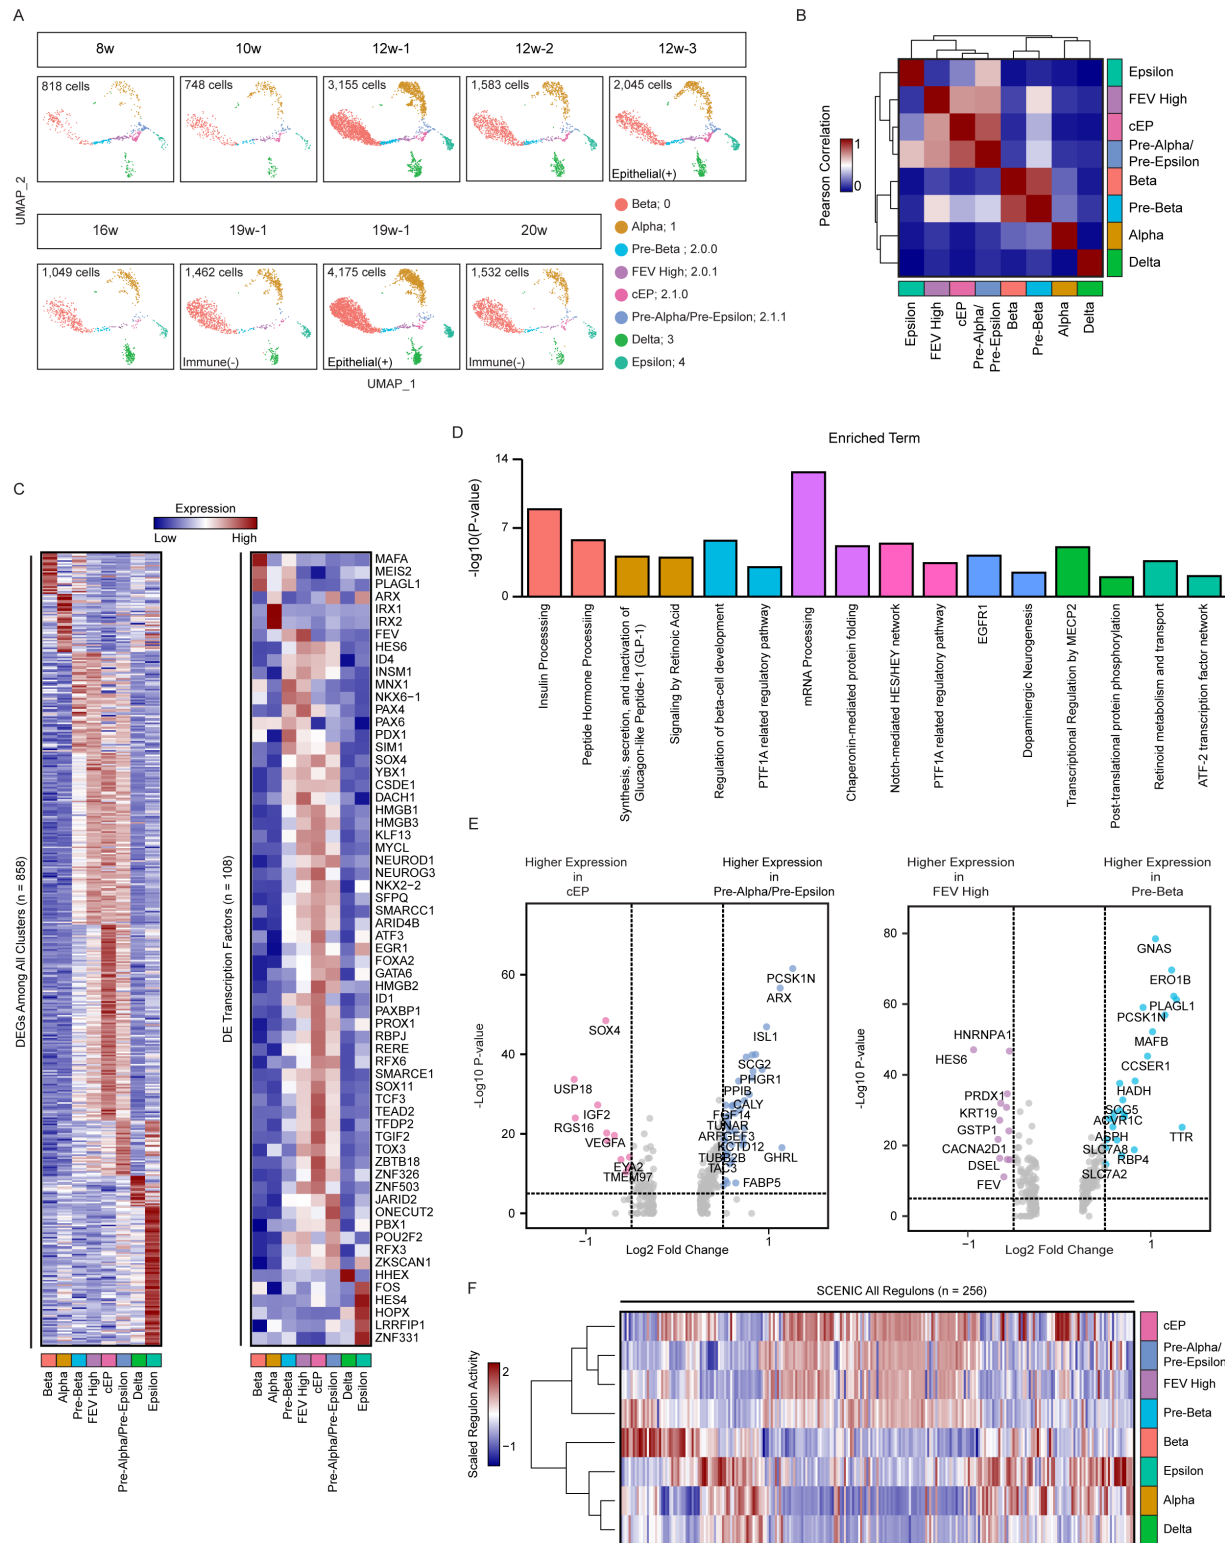 A
8w
10w
12w-1
12w-2
12w-3
818 cells
748 cells
3,155 cells
1,583 cells
2,045 cells
Epithelial(+)
UMAP_2
16w
19w-1
19w-1
20w
1,049 cells
1,462 cells
4,175 cells
1,532 cells
Immune(-)
Epithelial(+)
Immune(-)
UMAP_1
Beta; 0
Alpha; 1
Pre-Beta ; 2.0.0
FEV High; 2.0.1
cEP; 2.1.0
Pre-Alpha/Pre-Epsilon; 2.1.1
Delta; 3
Epsilon; 4
B
Pearson Correlation
1
0
Epsilon
FEV High
cEP
Pre-Alpha/
Pre-Epsilon
Beta
Pre-Beta
Alpha
Delta
Epsilon
FEV High
cEP
Pre-Alpha/
Pre-Epsilon
Beta
Pre-Beta
Alpha
Delta
C
Expression
Low
High
DEGs Among All Clusters (n = 858)
DE Transcription Factors (n = 108)
MAFA
MEIS2
PLAGL1
ARX
IRX1
IRX2
FEV
HES6
ID4
INSM1
MNX1
NKX6-1
PAX4
PAX6
PDX1
SIM1
SOX4
YBX1
CSDE1
DACH1
HMGB1
HMGB3
KLF13
MYCL
NEUROD1
NEUROG3
NKX2-2
SFPQ
SMARCC1
ARID4B
ATF3
EGR1
FOXA2
GATA6
HMGB2
ID1
PAXBP1
PROX1
RBPJ
RERE
RFX6
SMARCE1
SOX11
TCF3
TEAD2
TFDP2
TGIF2
TOX3
ZBTB18
ZNF326
ZNF503
JARID2
ONECUT2
PBX1
POU2F2
RFX3
ZKSCAN1
HHEX
FOS
HES4
HOPX
LRRFIP1
ZNF331
Beta
Alpha
Pre-Beta
FEV High
cEP
Pre-Alpha/Pre-Epsilon
Delta
Epsilon
Beta
Alpha
Pre-Beta
FEV High
cEP
Pre-Alpha/Pre-Epsilon
Delta
Epsilon
D
Enriched Term
-log10(P-value)
14
7
0
Insulin Processing
Peptide Hormone Processing
Synthesis, secretion, and inactivation of
Glucagon-like Peptide-1 (GLP-1)
Signaling by Retinoic Acid
Regulation of beta-cell development
PTF1A related regulatory pathway
mRNA Processing
Chaperonin-mediated protein folding
Notch-mediated HES/HEY network
PTF1A related regulatory pathway
EGFR1
Dopaminergic Neurogenesis
Transcriptional Regulation by MECP2
Post-translational protein phosphorylation
Retinoid metabolism and transport
ATF-2 transcription factor network
E
Higher Expression
in
cEP
Higher Expression
in
Pre-Alpha/Pre-Epsilon
-Log10 P-value
60
40
20
0
PCSK1N
ARX
SOX4
ISL1
SCG2
USP18
PHGR1
PPIB
IGF2
CALY
RGS16
FGF14
TUNAR
VEGFA
ARFGEF3
KCTD12
EYA2
TUBB2B
GHRL
TMEM97
TAC3
FABP5
−1
1
Log2 Fold Change
Higher Expression
in
FEV High
Higher Expression
in
Pre-Beta
-Log10 P-value
80
60
40
20
0
GNAS
ERO1B
PLAGL1
PCSK1N
HNRNPA1
MAFB
HES6
CCSER1
PRDX1
HADH
KRT19
SCG5
ACVR1C
GSTP1
ASPH
TTR
CACNA2D1
SLC7A8
DSEL
RBP4
SLC7A2
FEV
−1
1
Log2 Fold Change
F
SCENIC All Regulons (n = 256)
Scaled Regulon Activity
2
−1
cEP
Pre-Alpha/
Pre-Epsilon
FEV High
Pre-Beta
Beta
Epsilon
Alpha
Delta